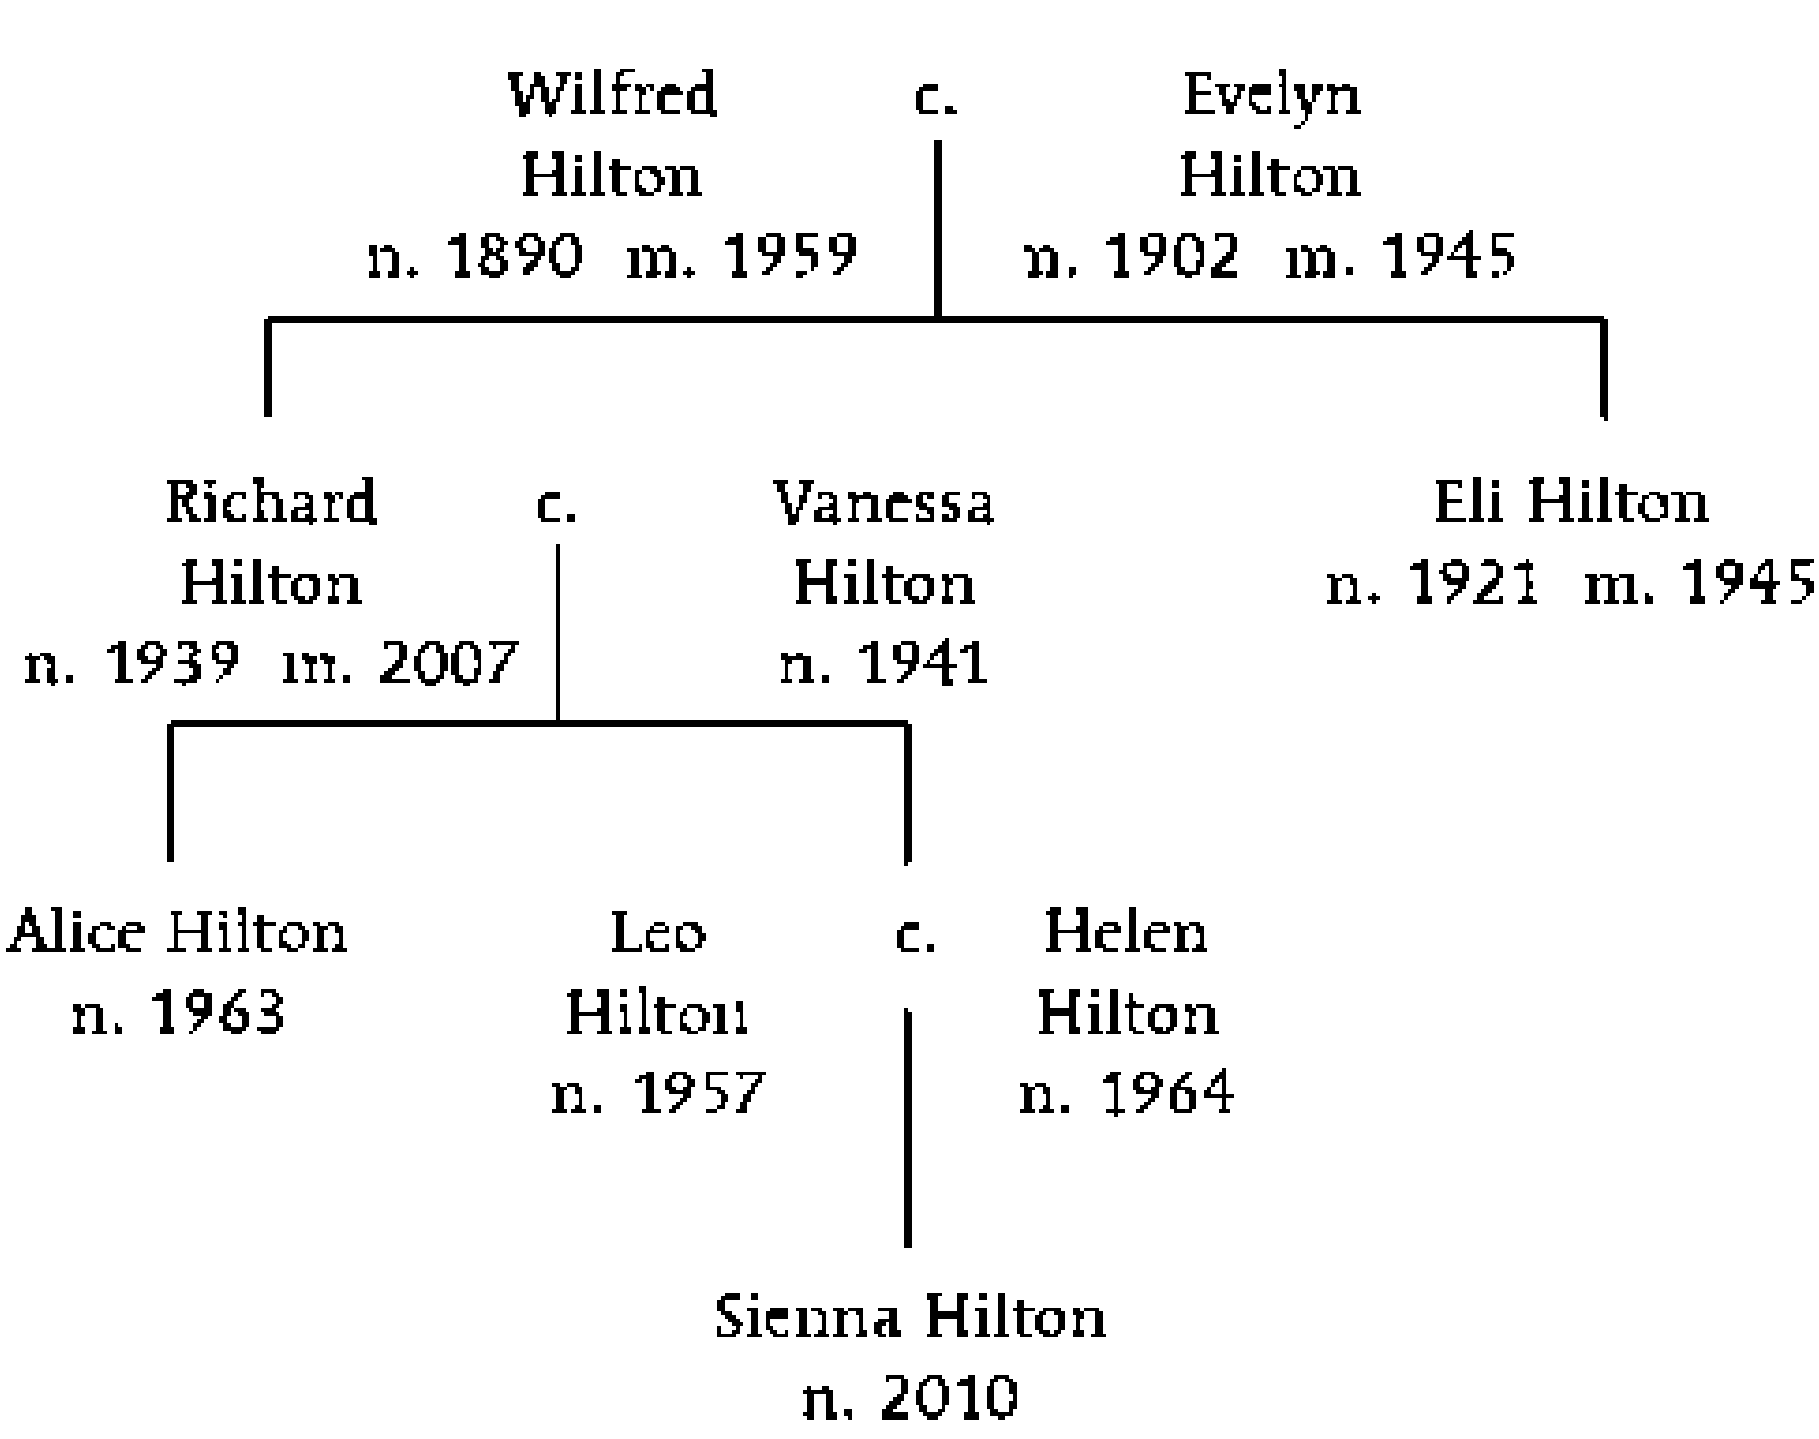 Wilfred c. Evelyn
Hilton Hilton
n. 1890 m. 1959 n. 1902 m. 1945
Richard c. Vanessa Eli Hilton
Hilton Hilton n. 1921 m. 1945
n. 1939 m. 2007 n. 1941
Alice Hilton Leo c. Helen
n. 1963 Hilton Hilton
n. 1957 n. 1964
Sienna Hilton
n. 2010